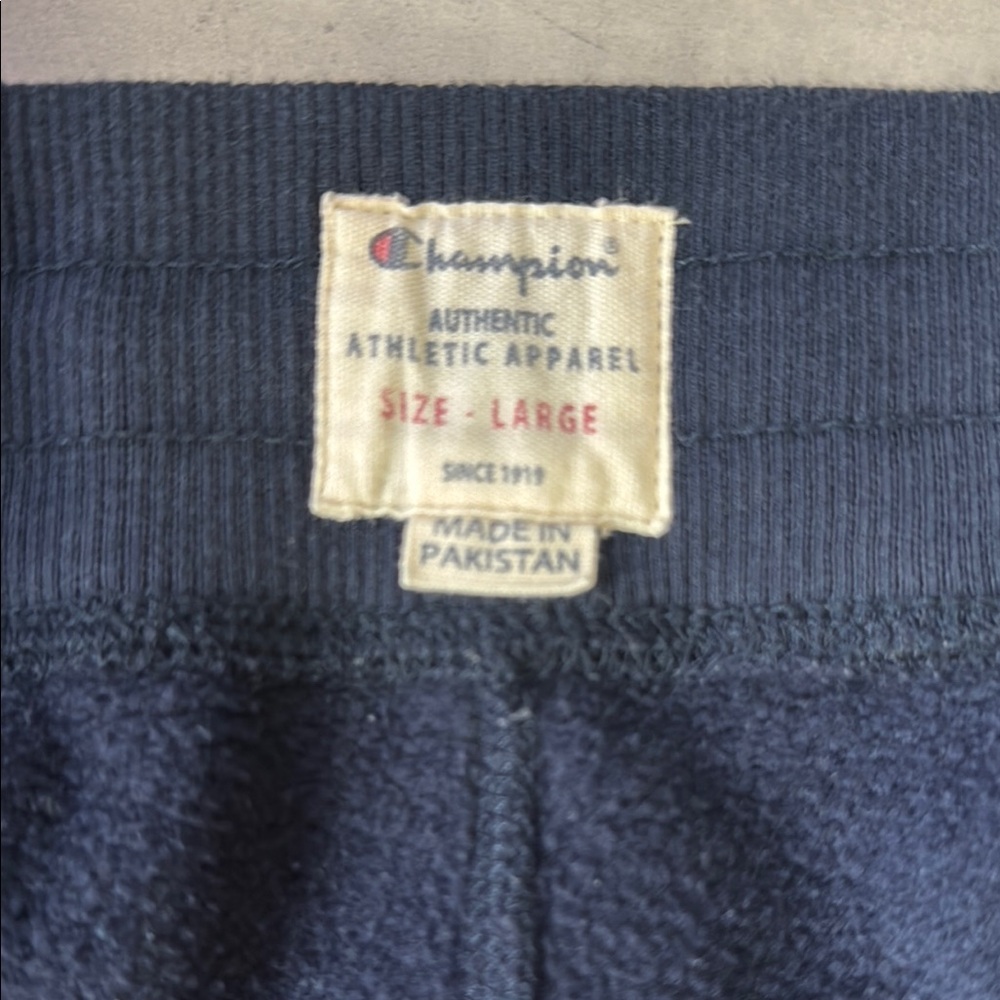 Champion®
AUTHENTIC
ATHLETIC APPAREL
SIZE - LARGE
SINCE 1919
MADE IN
PAKISTAN